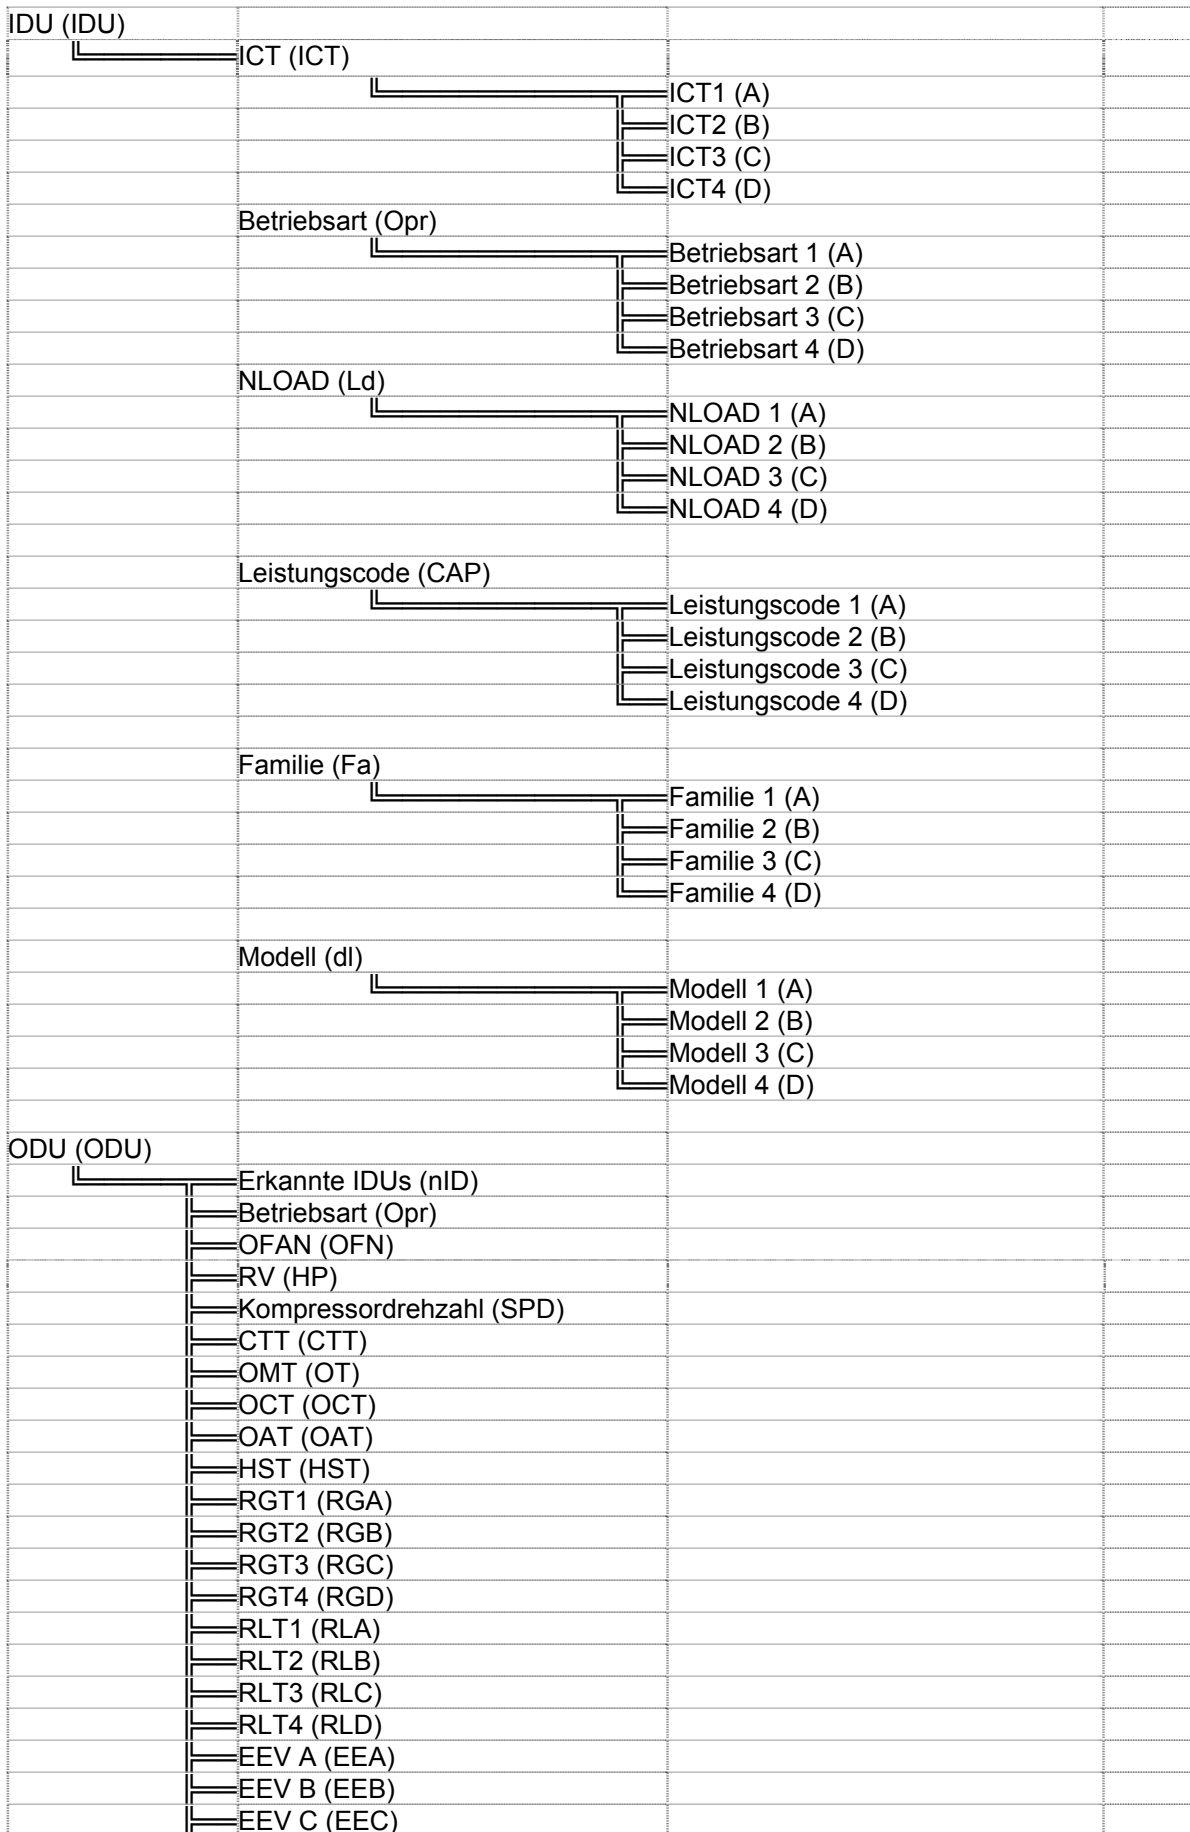 IDU (IDU)
ICT (ICT)
ICT1 (A)
ICT2 (B)
ICT3 (C)
ICT4 (D)
Betriebsart (Opr)
Betriebsart 1 (A)
Betriebsart 2 (B)
Betriebsart 3 (C)
Betriebsart 4 (D)
NLOAD (Ld)
NLOAD 1 (A)
NLOAD 2 (B)
NLOAD 3 (C)
NLOAD 4 (D)
Leistungscode (CAP)
Leistungscode 1 (A)
Leistungscode 2 (B)
Leistungscode 3 (C)
Leistungscode 4 (D)
Familie (Fa)
Familie 1 (A)
Familie 2 (B)
Familie 3 (C)
Familie 4 (D)
Modell (dl)
Modell 1 (A)
Modell 2 (B)
Modell 3 (C)
Modell 4 (D)
ODU (ODU)
Erkannte IDUs (nID)
Betriebsart (Opr)
OFAN (OFN)
RV (HP)
Kompressordrehzahl (SPD)
CTT (CTT)
OMT (OT)
OCT (OCT)
OAT (OAT)
HST (HST)
RGT1 (RGA)
RGT2 (RGB)
RGT3 (RGC)
RGT4 (RGD)
RLT1 (RLA)
RLT2 (RLB)
RLT3 (RLC)
RLT4 (RLD)
EEV A (EEA)
EEV B (EEB)
EEV C (EEC)